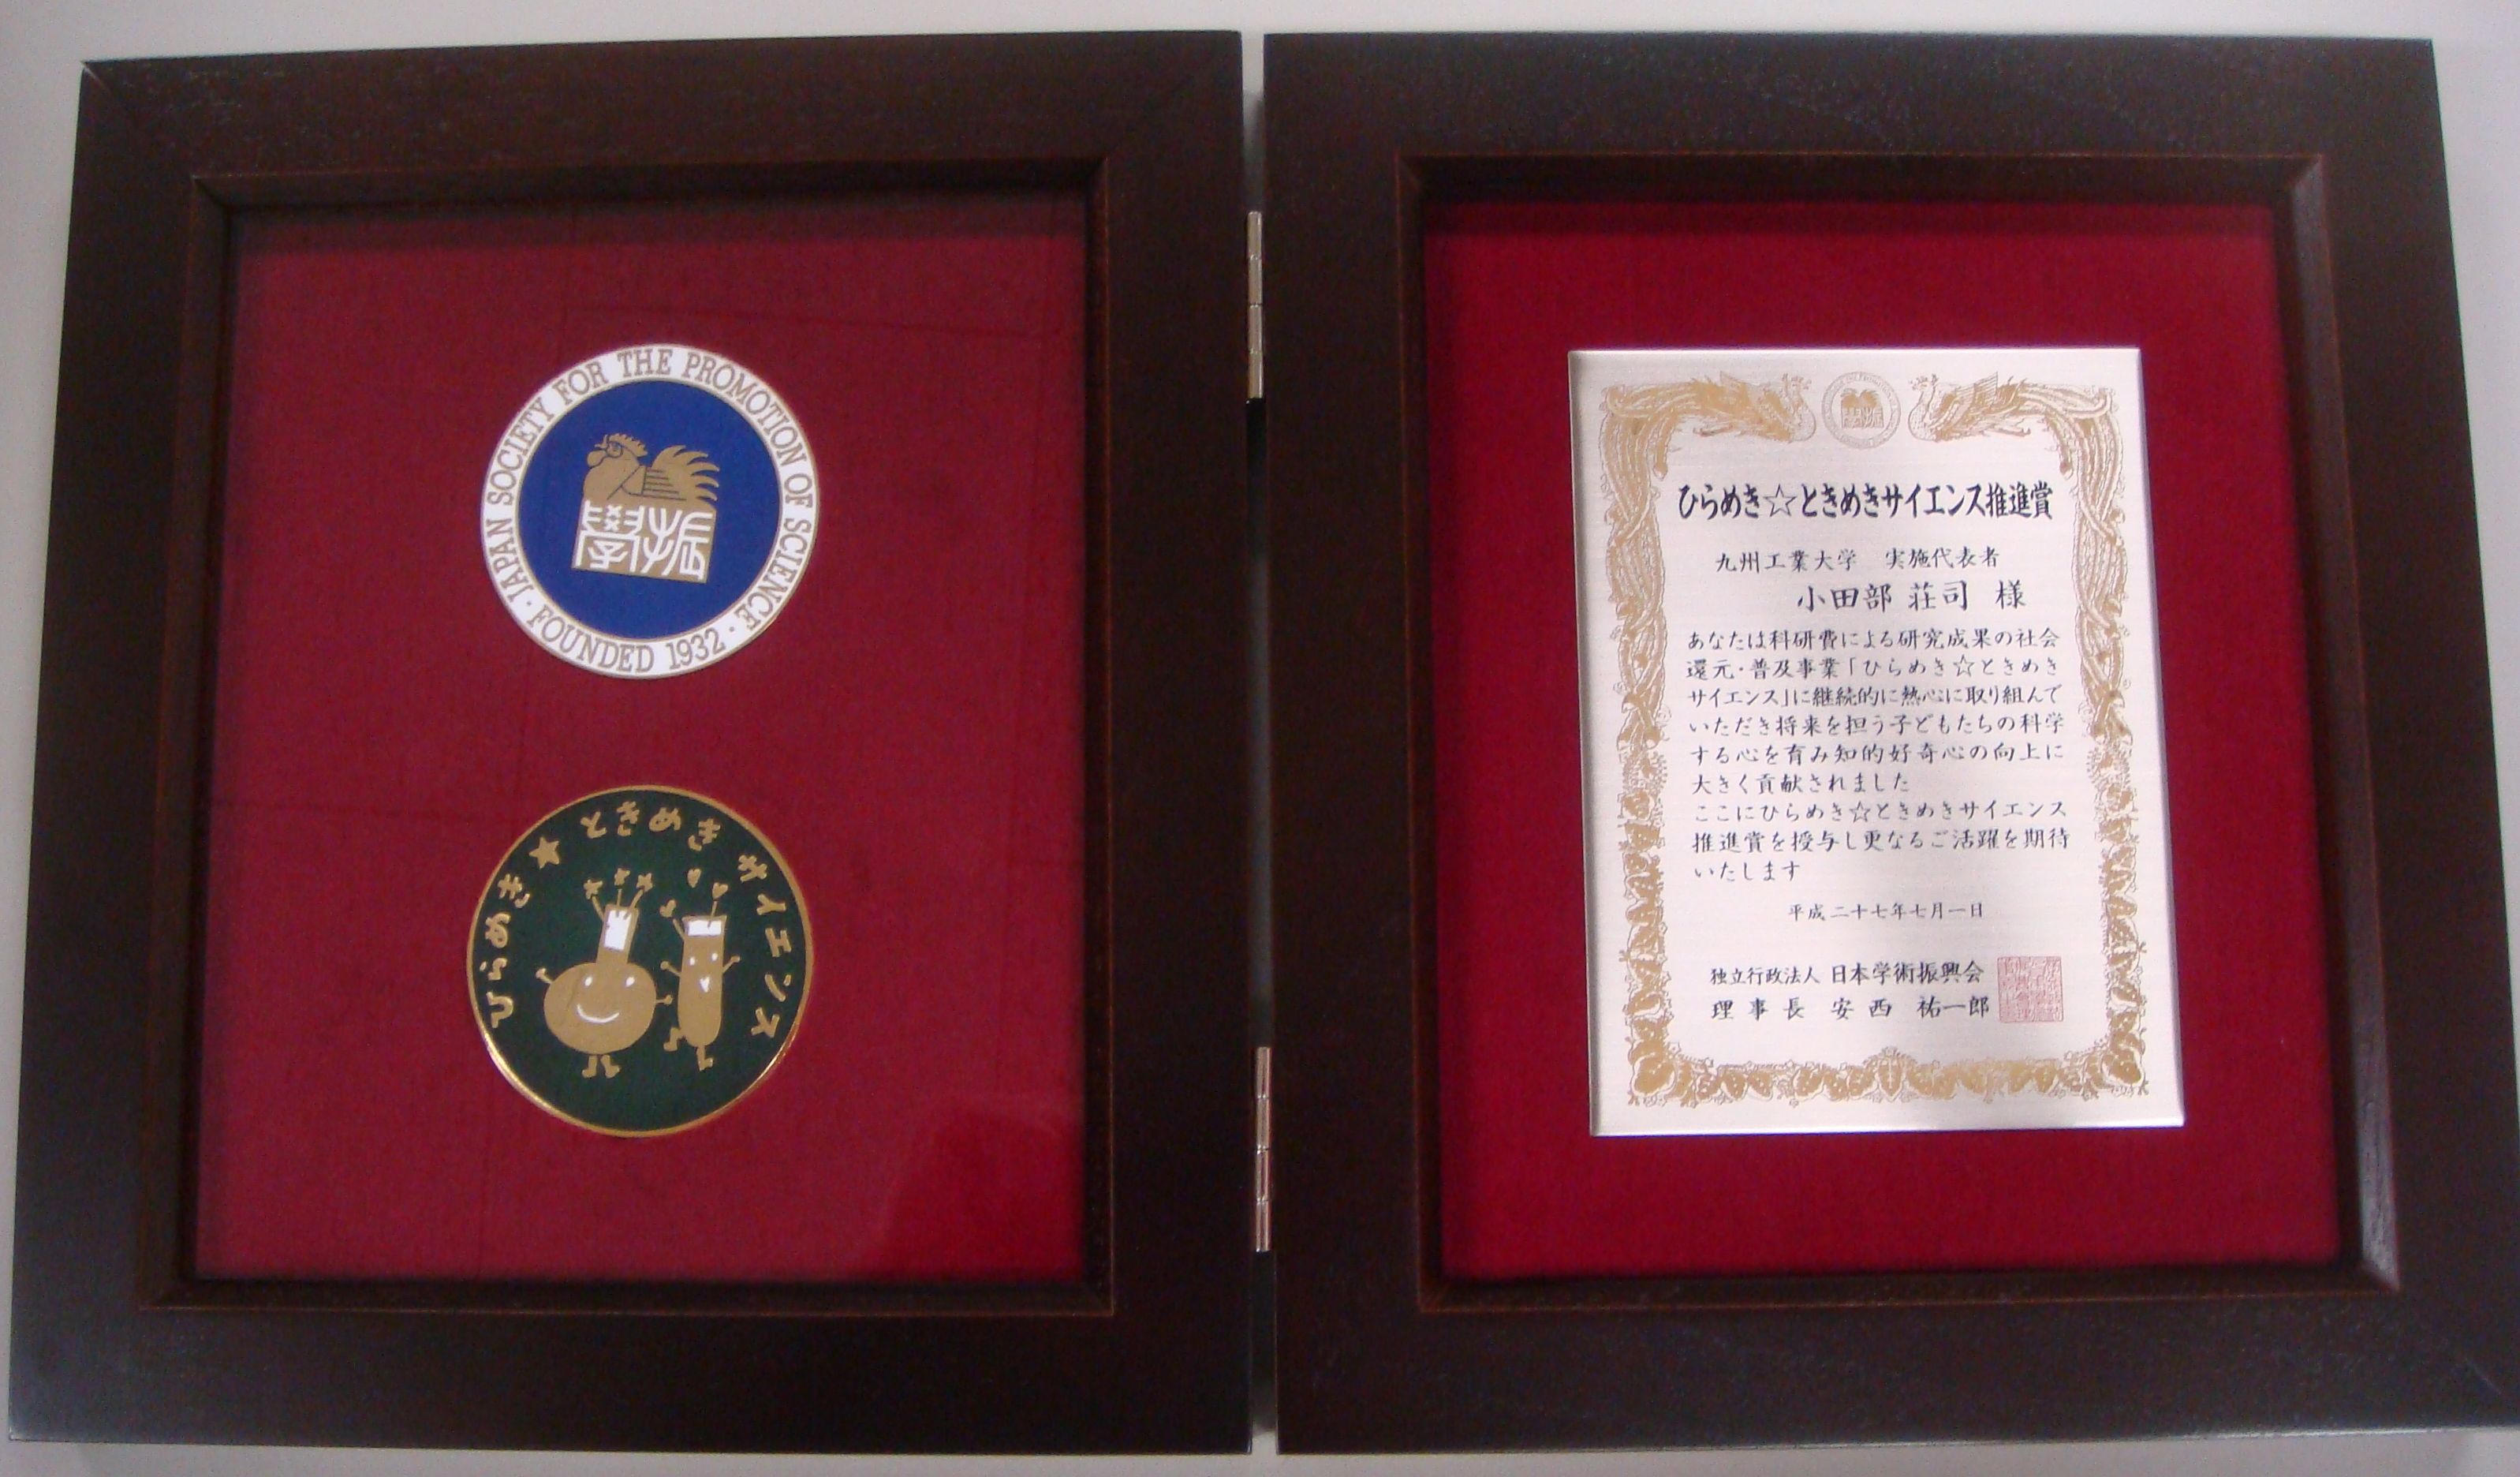 JAPAN SOCIETY FOR THE PROMOTION OF SCIENCE
・FOUNDED 1932・
學振
ひらめき★ときめきサイエンス
學振
ひらめき☆ときめきサイエンス推進賞
九州工業大学 実施代表者
小田部 荘司 様
あなたは科研費による研究成果の社会
還元・普及事業「ひらめき☆ときめき
サイエンス」に継続的に熱心に取り組んで
いただき将来を担う子どもたちの科学
する心を育み知的好奇心の向上に
大きく貢献されました
ここにひらめき☆ときめきサイエンス
推進賞を授与し更なるご活躍を期待
いたします
平成二十七年七月一日
独立行政法人 日本学術振興会
理事長 安西 祐一郎